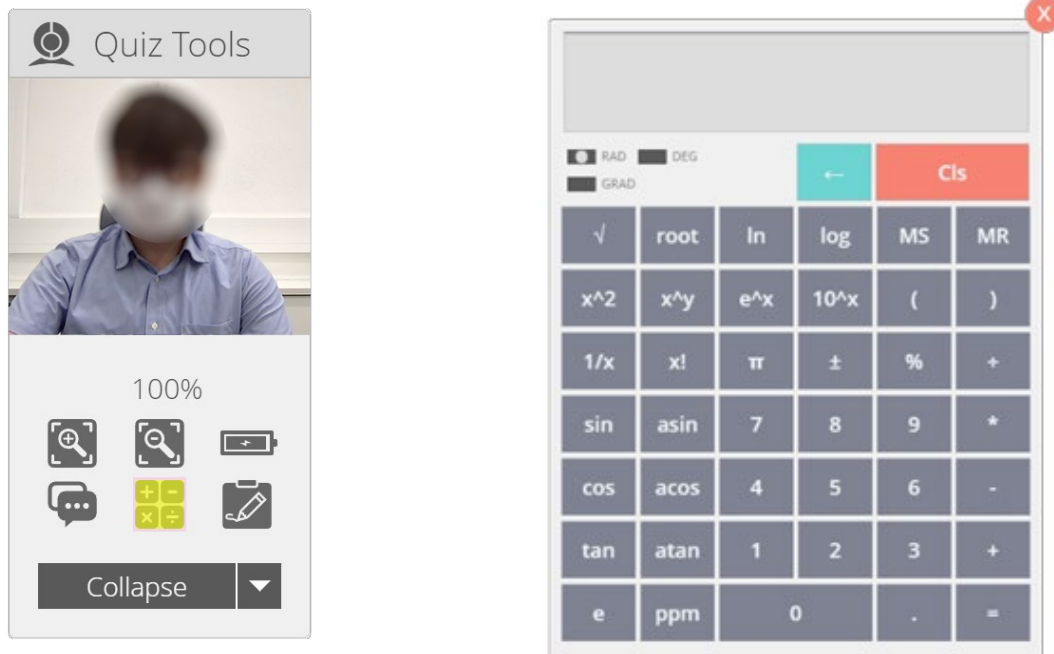 Quiz Tools
100%
Collapse
X
RAD DEG
GRAD
← Cls
√ root ln log MS MR
x^2 x^y e^x 10^x ( )
1/x x! π ± % ÷
sin asin 7 8 9 *
cos acos 4 5 6 -
tan atan 1 2 3 +
e ppm 0 . =